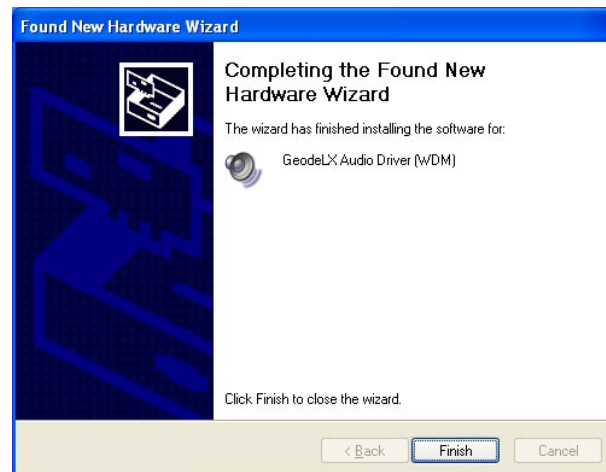 Found New Hardware Wizard
Completing the Found New
Hardware Wizard
The wizard has finished installing the software for:
GeodeLX Audio Driver (WDM)
Click Finish to close the wizard.
< Back
Finish
Cancel